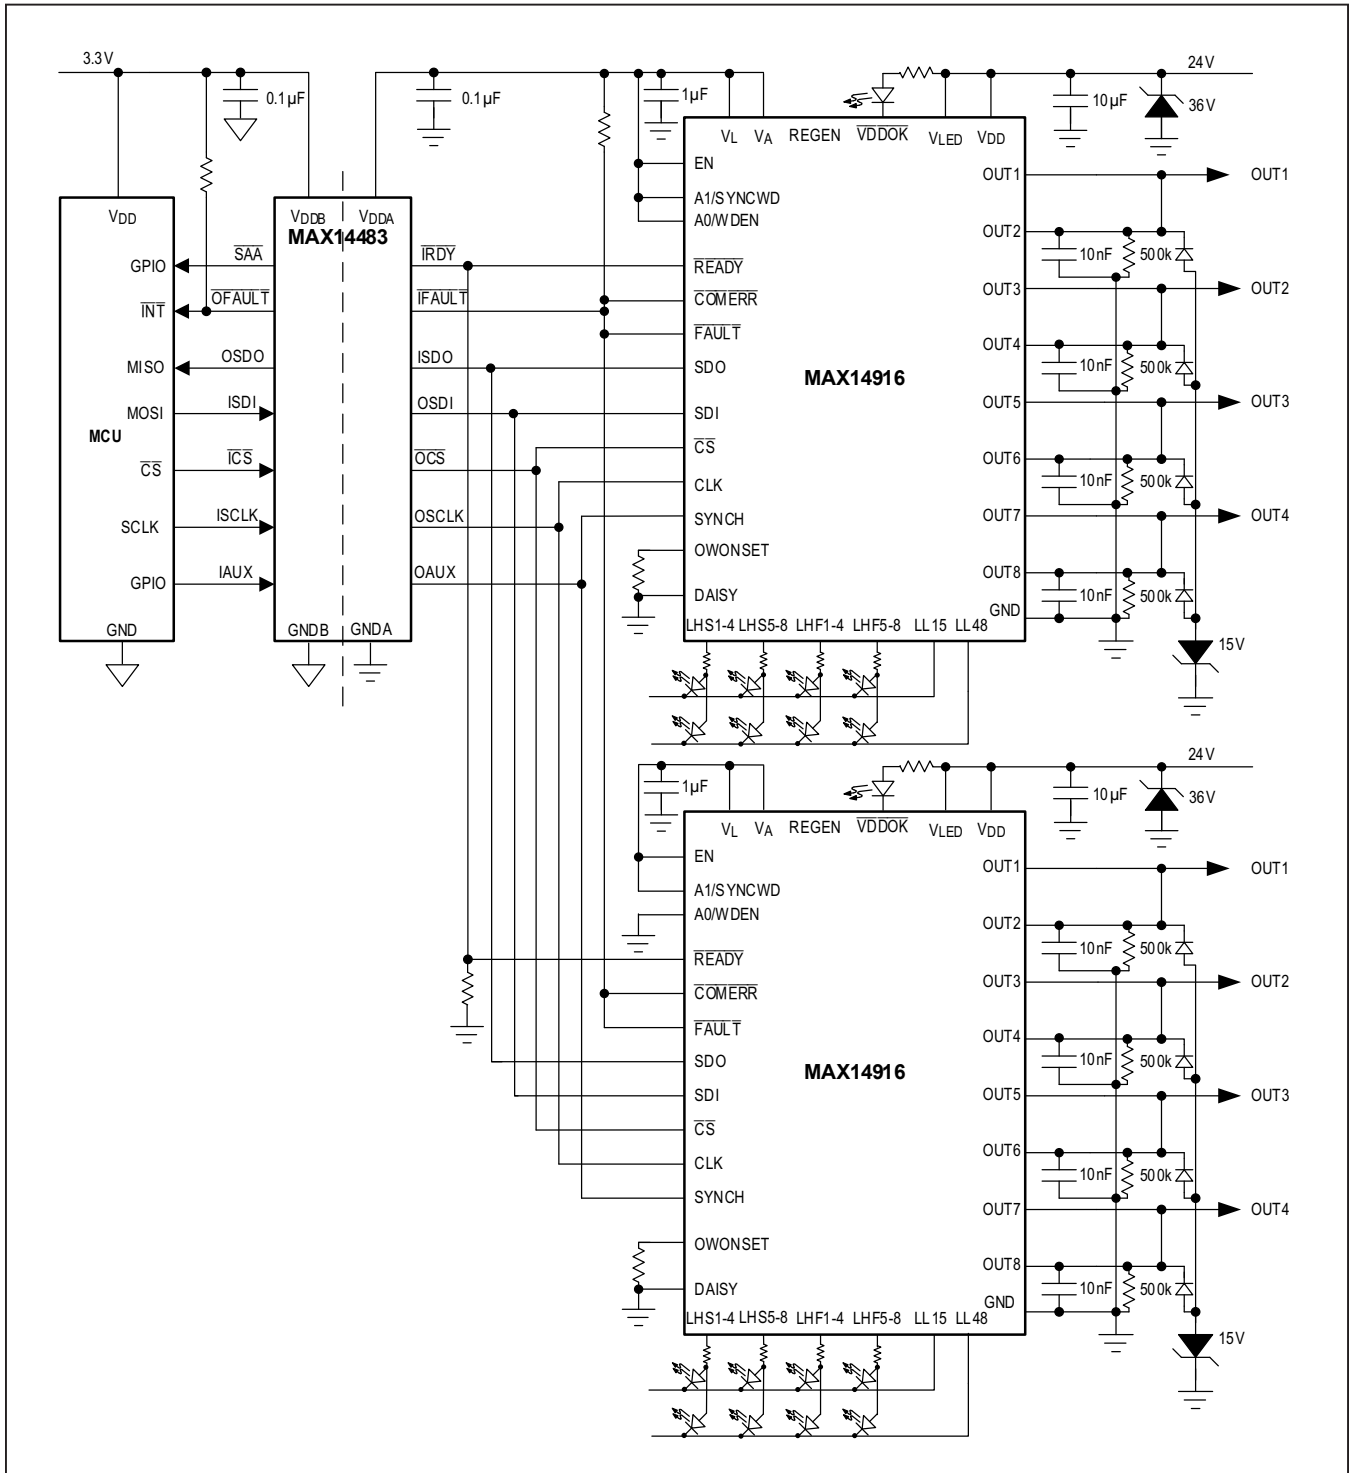 3.3V
0.1µF
0.1µF
1µF
24V
10µF
36V
VL VA REGEN VDDOK VLED VDD
EN
A1/SYNCWD
A0/WDEN
READY
COMERR
FAULT
SDO
SDI
CS
CLK
SYNCH
OWONSET
DAISY
LHS1-4 LHS5-8 LHF1-4 LHF5-8 LL15 LL48
MAX14916
OUT1
OUT2
OUT3
OUT4
OUT5
OUT6
OUT7
OUT8
GND
10nF 500k
10nF 500k
10nF 500k
10nF 500k
OUT1
OUT2
OUT3
OUT4
15V
VDD
GPIO
INT
MISO
MOSI
MCU
CS
SCLK
GPIO
GND
SAA
OFAULT
OSDO
ISDI
ICS
ISCLK
IAUX
VDDB VDDA
MAX14483
GNDB GNDA
IRDY
IFAULT
ISDO
OSDI
OCS
OSCLK
OAUX
1µF
24V
10µF
36V
VL VA REGEN VDDOK VLED VDD
EN
A1/SYNCWD
A0/WDEN
READY
COMERR
FAULT
SDO
SDI
CS
CLK
SYNCH
OWONSET
DAISY
LHS1-4 LHS5-8 LHF1-4 LHF5-8 LL15 LL48
MAX14916
OUT1
OUT2
OUT3
OUT4
OUT5
OUT6
OUT7
OUT8
GND
10nF 500k
10nF 500k
10nF 500k
10nF 500k
OUT1
OUT2
OUT3
OUT4
15V